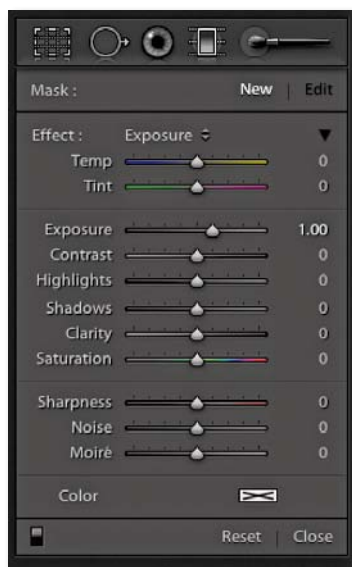 Mask : New | Edit
Effect : Exposure
Temp 0
Tint 0
Exposure 1.00
Contrast 0
Highlights 0
Shadows 0
Clarity 0
Saturation 0
Sharpness 0
Noise 0
Moiré 0
Color
Reset | Close